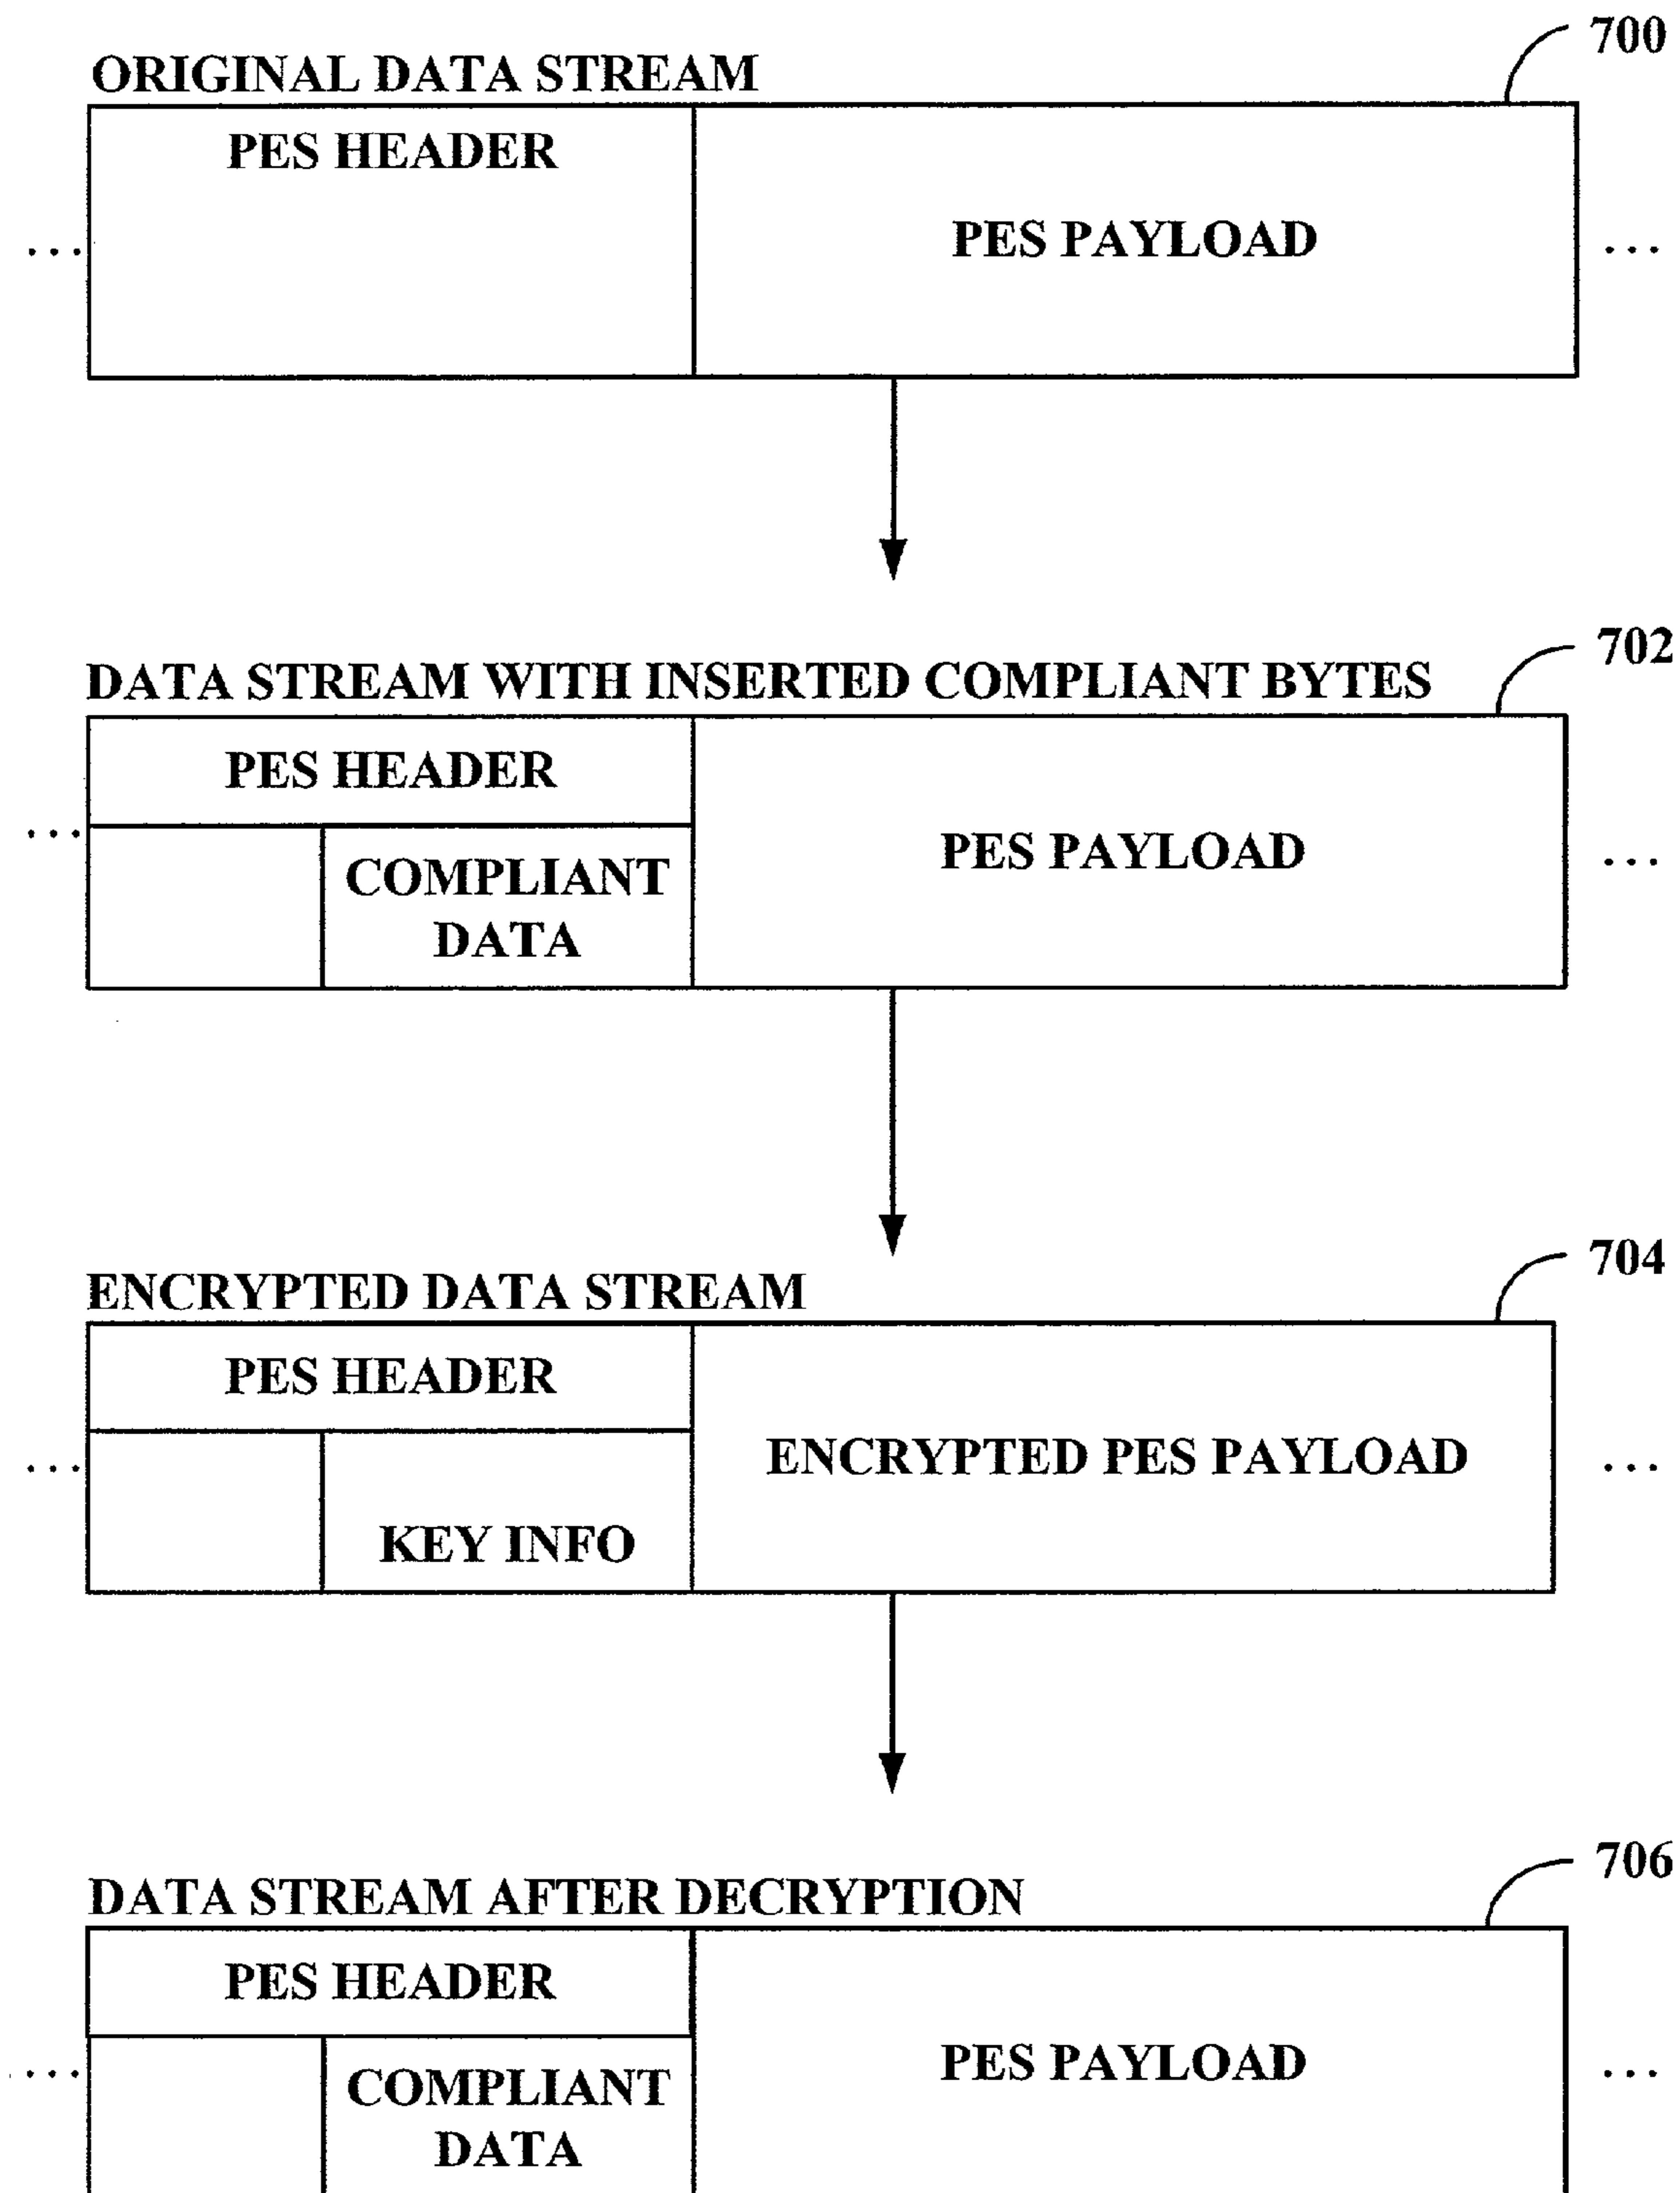 700
ORIGINAL DATA STREAM
PES HEADER
PES PAYLOAD
... ...
702
DATA STREAM WITH INSERTED COMPLIANT BYTES
PES HEADER
PES PAYLOAD
... ...
COMPLIANT
DATA
704
ENCRYPTED DATA STREAM
PES HEADER
ENCRYPTED PES PAYLOAD
... ...
KEY INFO
706
DATA STREAM AFTER DECRYPTION
PES HEADER
PES PAYLOAD
... ...
COMPLIANT
DATA